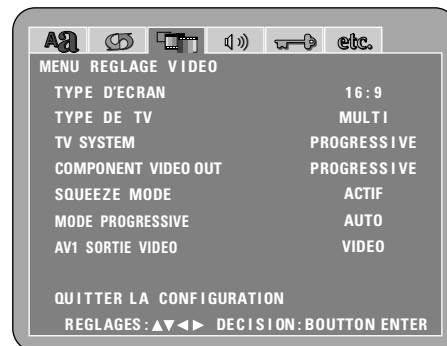 Aa etc.
MENU REGLAGE VIDEO
TYPE D'ECRAN 16:9
TYPE DE TV MULTI
TV SYSTEM PROGRESSIVE
COMPONENT VIDEO OUT PROGRESSIVE
SQUEEZE MODE ACTIF
MODE PROGRESSIVE AUTO
AV1 SORTIE VIDEO VIDEO
QUITTER LA CONFIGURATION
REGLAGES:▲▼◄► DECISION:BOUTTON ENTER